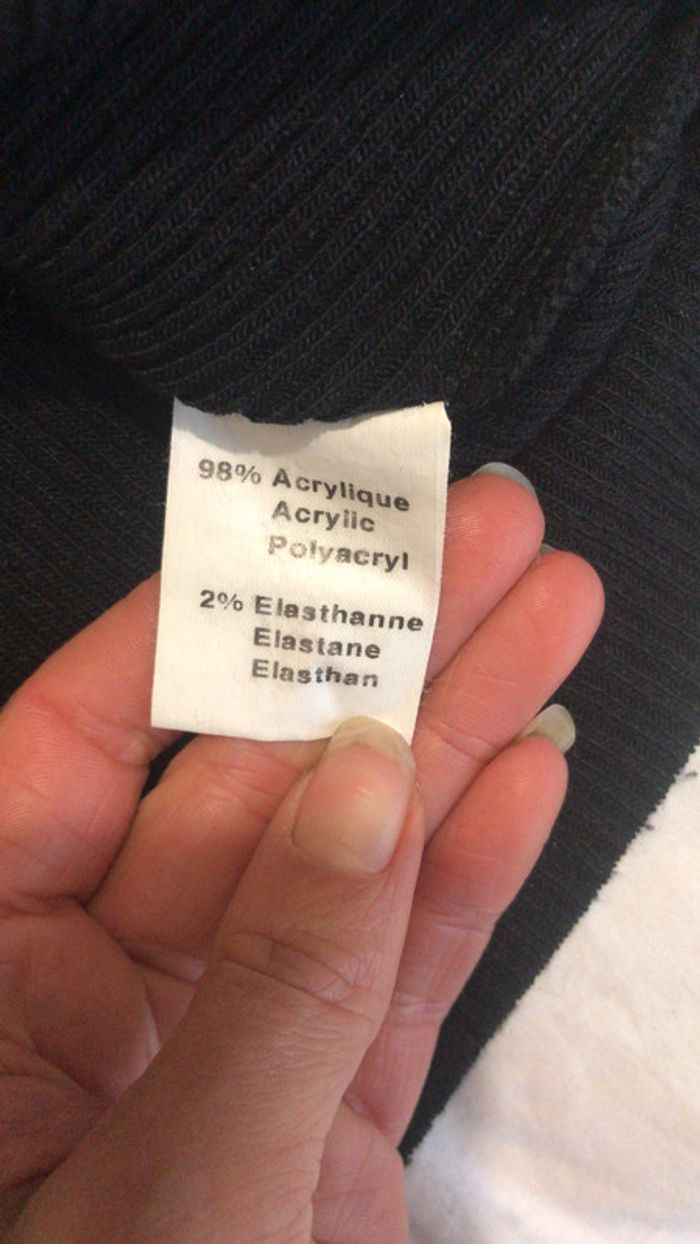 98% Acrylique
Acrylic
Polyacryl
2% Elasthanne
Elastane
Elasthan